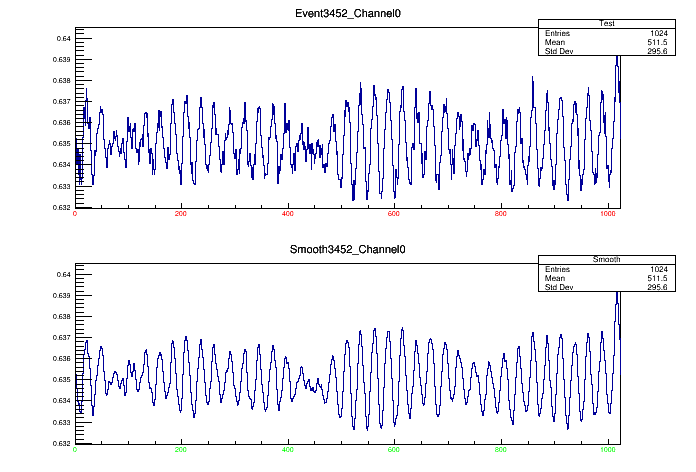 Event3452_Channel0
Test
Entries 1024
Mean 511.5
Std Dev 295.6
0.64
0.639
0.638
0.637
0.636
0.635
0.634
0.633
0.632
0 200 400 600 800 1000
Smooth3452_Channel0
Smooth
Entries 1024
Mean 511.5
Std Dev 295.6
0.64
0.639
0.638
0.637
0.636
0.635
0.634
0.633
0.632
0 200 400 600 800 1000